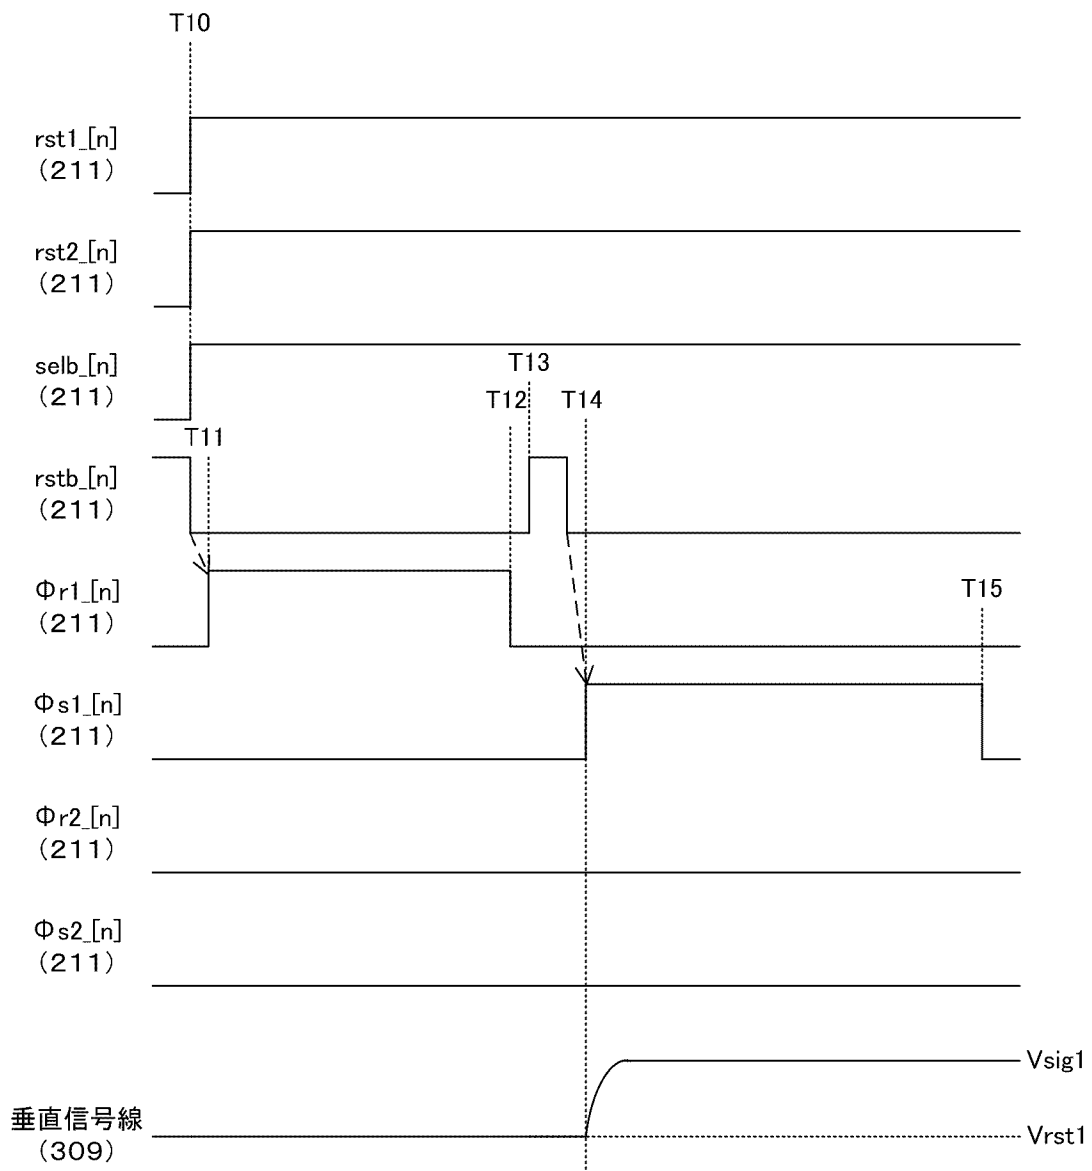 T10
rst1_[n]
（211）
rst2_[n]
（211）
selb_[n]
（211）
T13
T12
T14
T11
rstb_[n]
（211）
Φr1_[n]
（211）
T15
Φs1_[n]
（211）
Φr2_[n]
（211）
Φs2_[n]
（211）
Vsig1
垂直信号線
（309）
Vrst1